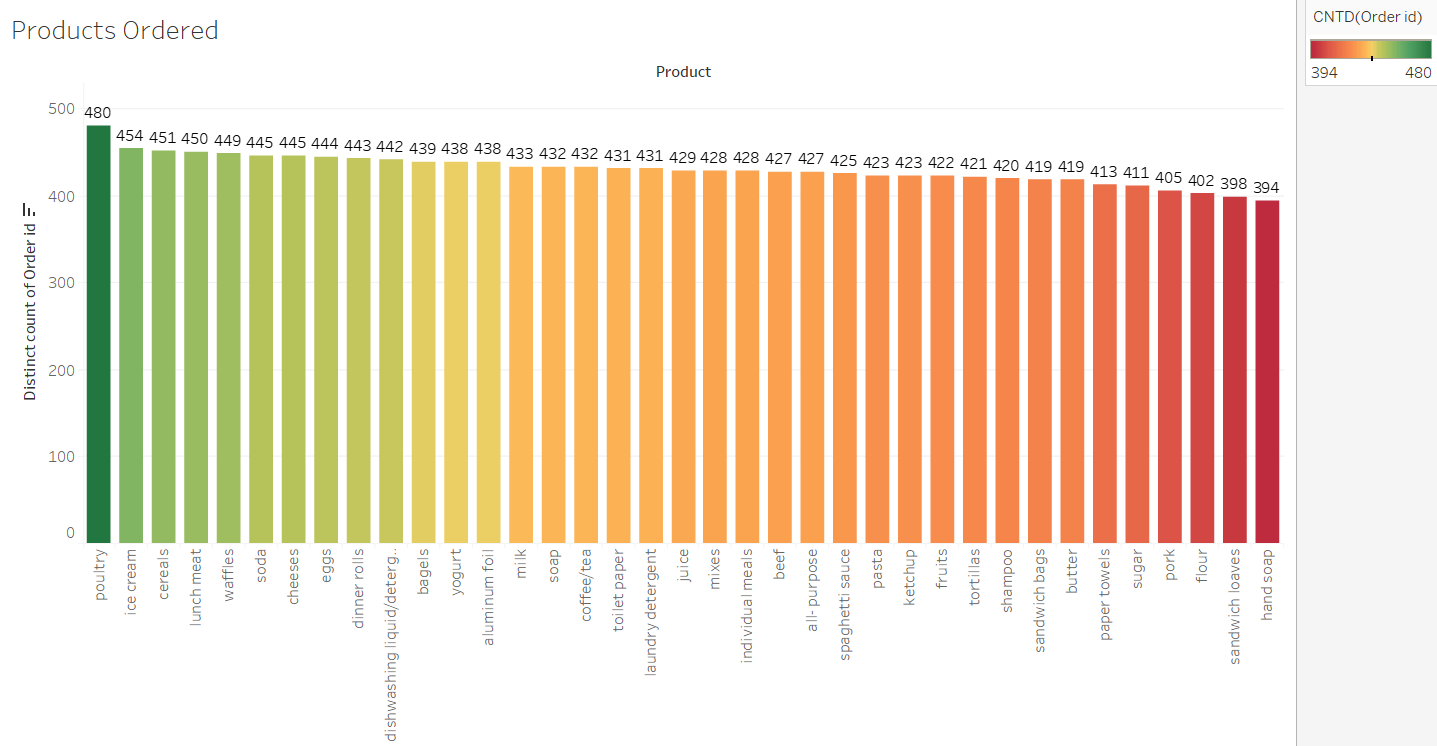 Products Ordered
CNTD(Order id)
394 480
Product
Distinct count of Order id
500
400
300
200
100
0
480 454 451 450 449 445 445 444 443 442 439 438 438 433 432 432 431 431 429 428 428 427 427 425 423 423 422 421 420 419 419 413 411 405 402 398 394
poultry
ice cream
cereals
lunch meat
waffles
soda
cheeses
eggs
dinner rolls
dishwashing liquid/deterg..
bagels
yogurt
aluminum foil
milk
soap
coffee/tea
toilet paper
laundry detergent
juice
mixes
individual meals
beef
all- purpose
spaghetti sauce
pasta
ketchup
fruits
tortillas
shampoo
sandwich bags
butter
paper towels
sugar
pork
flour
sandwich loaves
hand soap